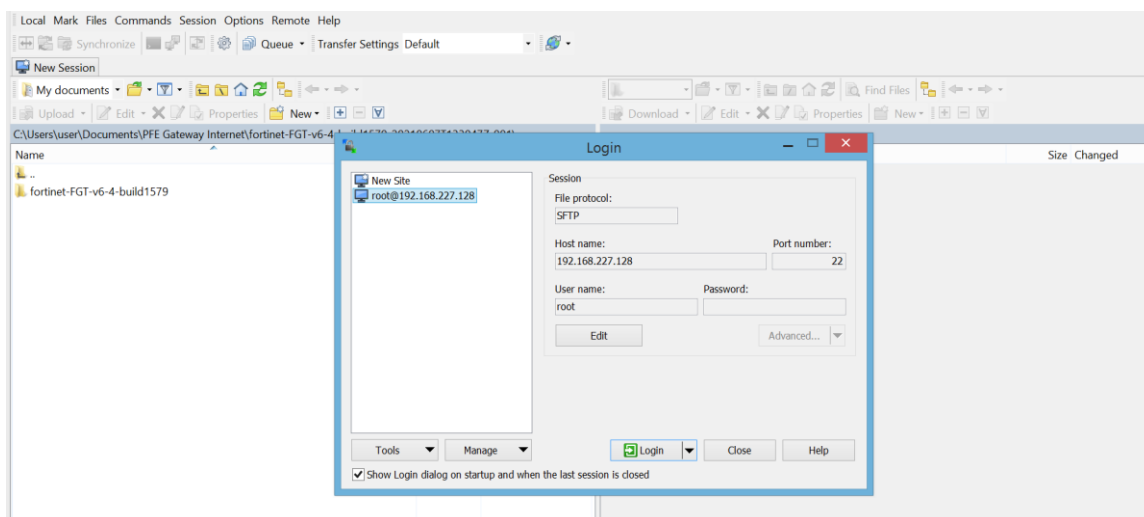 Local Mark Files Commands Session Options Remote Help
Synchronize Queue Transfer Settings Default
New Session
My documents Find Files
Upload Edit Properties New Download Edit Properties New
C:\Users\user\Documents\PFE Gateway Internet\fortinet-FGT-v6-4-
Name Size Changed
..
fortinet-FGT-v6-4-build1579
Login
New Site
root@192.168.227.128
Session
File protocol:
SFTP
Host name: Port number:
192.168.227.128 22
User name: Password:
root
Edit Advanced...
Tools Manage Login Close Help
Show Login dialog on startup and when the last session is closed